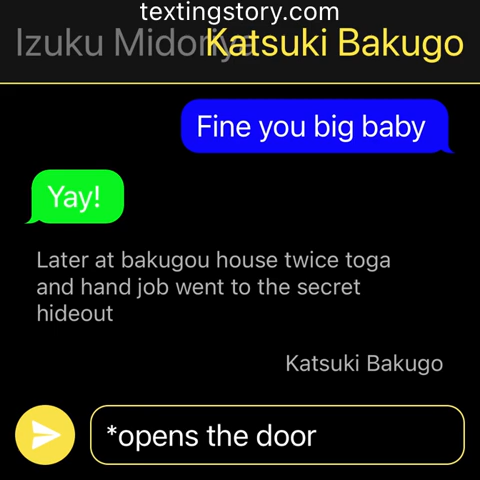 textingstory.com
Izuku Midoriya Katsuki Bakugo
Fine you big baby
Yay!
Later at bakugou house twice toga
and hand job went to the secret
hideout
Katsuki Bakugo
*opens the door